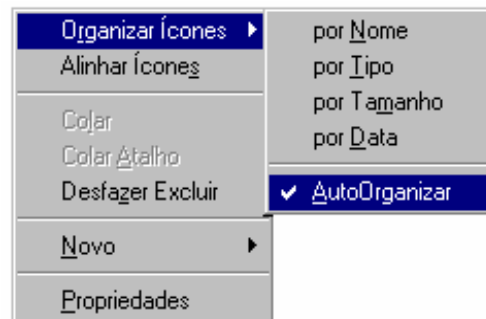 Organizar Ícones
Alinhar Ícones
Colar
Colar Atalho
Desfazer Excluir
Novo
Propriedades
por Nome
por Tipo
por Tamanho
por Data
AutoOrganizar